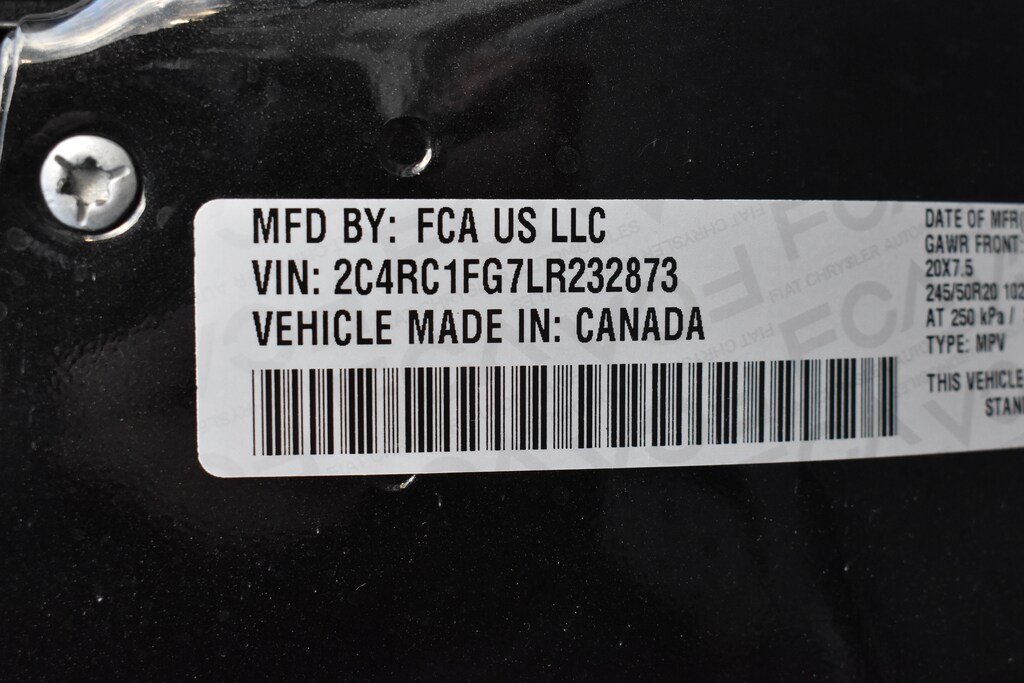 MFD BY: FCA US LLC
VIN: 2C4RC1FG7LR232873
VEHICLE MADE IN: CANADA
DATE OF MFR
GAWR FRONT:
20X7.5
245/50R20 102
AT 250 kPa /
TYPE: MPV
THIS VEHICLE